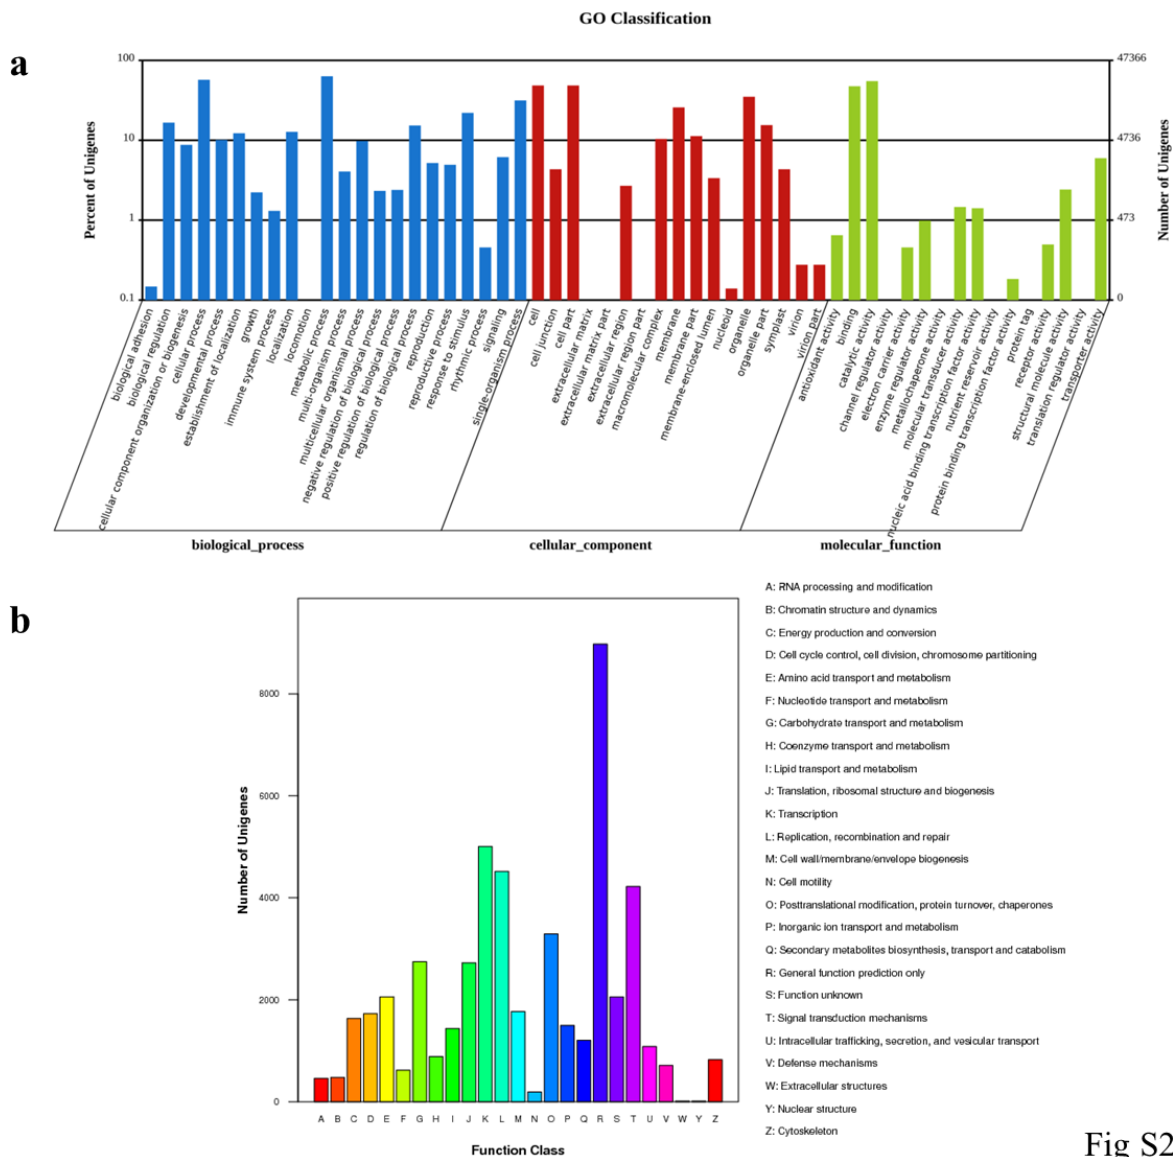 GO Classification
a
Percent of Unigenes
Number of Unigenes
100
10
1
0.1
47366
4736
473
0
biological adhesion
biological regulation
cellular component organization or biogenesis
cellular process
developmental process
establishment of localization
growth
immune system process
localization
locomotion
metabolic process
multi-organism process
multicellular organismal process
negative regulation of biological process
positive regulation of biological process
regulation of biological process
reproduction
reproductive process
response to stimulus
rhythmic process
signaling
single-organism process
cell
cell junction
cell part
extracellular matrix
extracellular matrix part
extracellular region
extracellular region part
macromolecular complex
membrane
membrane part
membrane-enclosed lumen
nucleoid
organelle
organelle part
symplast
virion
virion part
antioxidant activity
binding
catalytic activity
channel regulator activity
electron carrier activity
enzyme regulator activity
metallochaperone activity
molecular transducer activity
nucleic acid binding transcription factor activity
nutrient reservoir activity
protein binding transcription factor activity
protein tag
receptor activity
structural molecule activity
translation regulator activity
transporter activity
biological_process
cellular_component
molecular_function
b
Number of Unigenes
8000
6000
4000
2000
0
A B C D E F G H I J K L M N O P Q R S T U V W Y Z
Function Class
A: RNA processing and modification
B: Chromatin structure and dynamics
C: Energy production and conversion
D: Cell cycle control, cell division, chromosome partitioning
E: Amino acid transport and metabolism
F: Nucleotide transport and metabolism
G: Carbohydrate transport and metabolism
H: Coenzyme transport and metabolism
I: Lipid transport and metabolism
J: Translation, ribosomal structure and biogenesis
K: Transcription
L: Replication, recombination and repair
M: Cell wall/membrane/envelope biogenesis
N: Cell motility
O: Posttranslational modification, protein turnover, chaperones
P: Inorganic ion transport and metabolism
Q: Secondary metabolites biosynthesis, transport and catabolism
R: General function prediction only
S: Function unknown
T: Signal transduction mechanisms
U: Intracellular trafficking, secretion, and vesicular transport
V: Defense mechanisms
W: Extracellular structures
Y: Nuclear structure
Z: Cytoskeleton
Fig S2